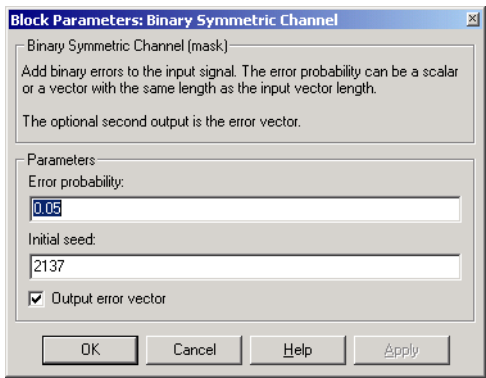 Block Parameters: Binary Symmetric Channel
Binary Symmetric Channel (mask)
Add binary errors to the input signal. The error probability can be a scalar
or a vector with the same length as the input vector length.
The optional second output is the error vector.
Parameters
Error probability:
0.05
Initial seed:
2137
Output error vector
OK Cancel Help Apply